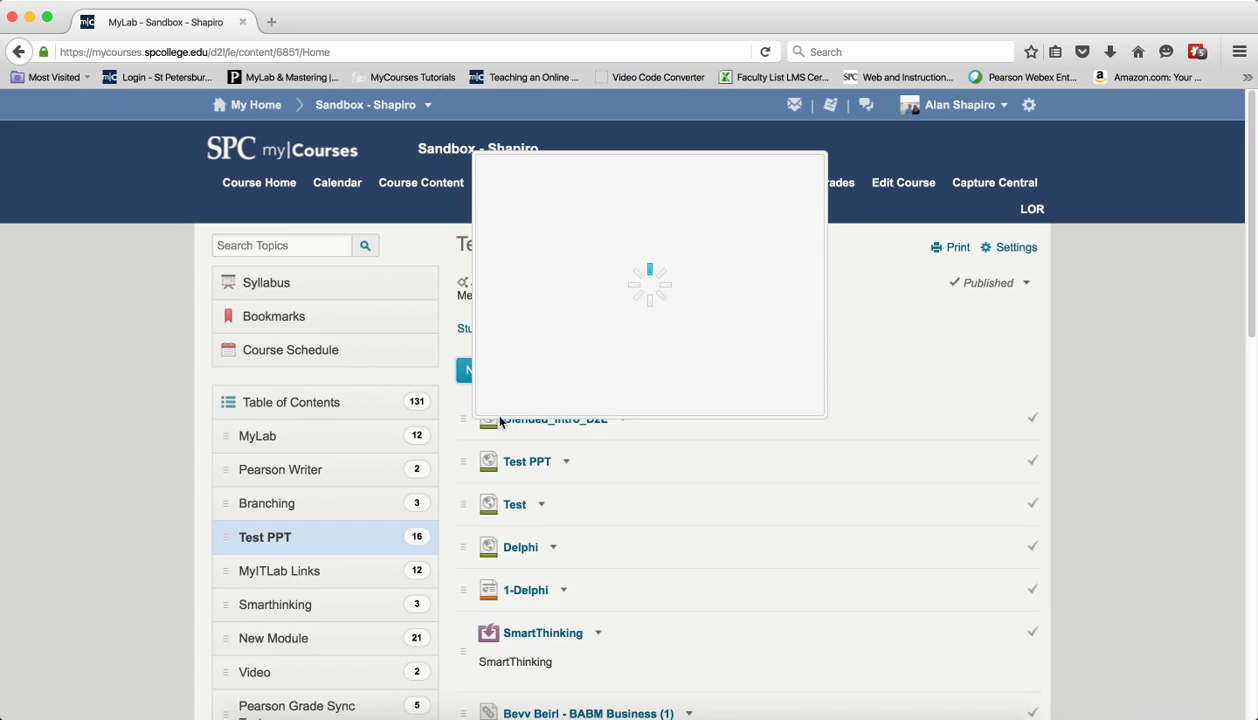 MyLab - Sandbox - Shapiro
https://mycourses.spcollege.edu/d2l/le/content/6851/Home
Search
Most Visited
Login - St Petersbur...
MyLab & Mastering |...
MyCourses Tutorials
Teaching an Online ...
Video Code Converter
Faculty List LMS Cer...
Web and Instruction...
Pearson Webex Ent...
Amazon.com: Your ...
My Home
Sandbox - Shapiro
Alan Shapiro
SPC my|Courses
Sandbox - Shapiro
Course Home
Calendar
Course Content
rades
Edit Course
Capture Central
LOR
Search Topics
Te
Print
Settings
Syllabus
Published
Me
Bookmarks
Stu
Course Schedule
N
Table of Contents 131
Blended_Intro_D2L
MyLab 12
Test PPT
Pearson Writer 2
Test
Branching 3
Test PPT 16
Delphi
MyITLab Links 12
1-Delphi
Smarthinking 3
SmartThinking
New Module 21
SmartThinking
Video 2
Pearson Grade Sync 5
Bevv Beirl - BABM Business (1)